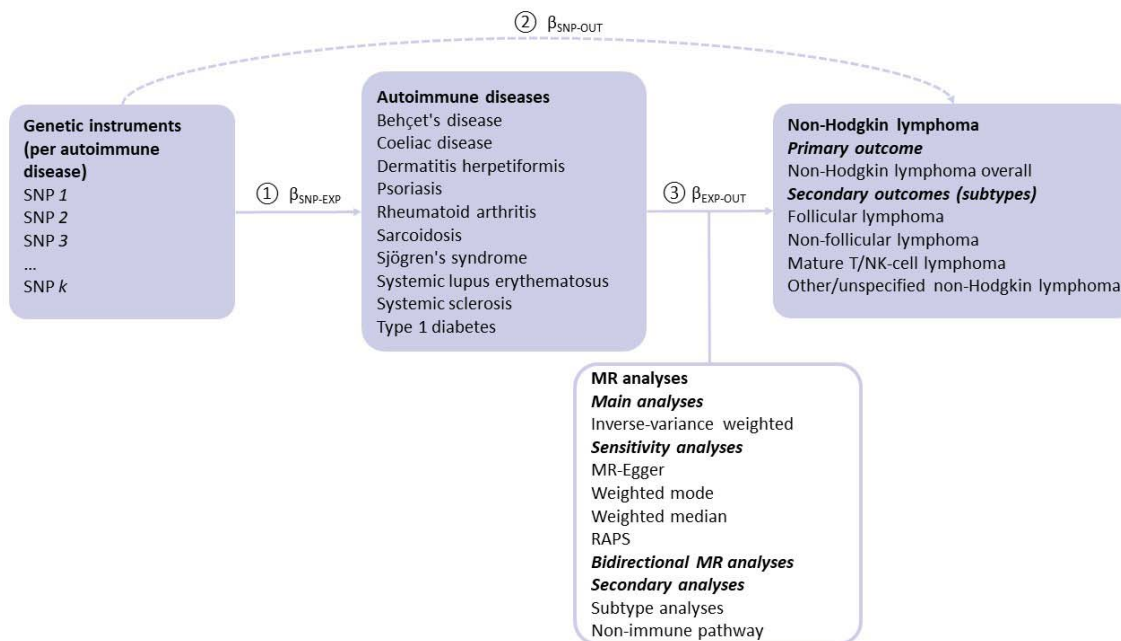 ② βSNP-OUT
Genetic instruments
(per autoimmune
disease)
SNP 1
SNP 2
SNP 3
...
SNP k
① βSNP-EXP
Autoimmune diseases
Behçet's disease
Coeliac disease
Dermatitis herpetiformis
Psoriasis
Rheumatoid arthritis
Sarcoidosis
Sjögren's syndrome
Systemic lupus erythematosus
Systemic sclerosis
Type 1 diabetes
③ βEXP-OUT
Non-Hodgkin lymphoma
Primary outcome
Non-Hodgkin lymphoma overall
Secondary outcomes (subtypes)
Follicular lymphoma
Non-follicular lymphoma
Mature T/NK-cell lymphoma
Other/unspecified non-Hodgkin lymphoma
MR analyses
Main analyses
Inverse-variance weighted
Sensitivity analyses
MR-Egger
Weighted mode
Weighted median
RAPS
Bidirectional MR analyses
Secondary analyses
Subtype analyses
Non-immune pathway